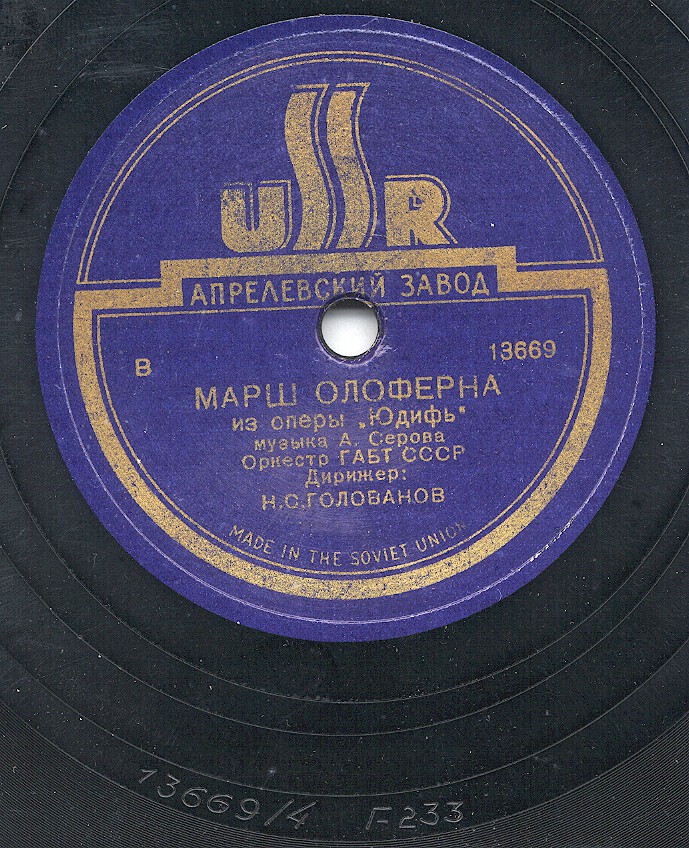 USSR
АПРЕЛЕВСКИЙ ЗАВОД
В 13669
МАРШ ОЛОФЕРНА
из оперы „Юдифь"
музыка А. Серова
Оркестр ГАБТ СССР
Дирижер:
Н.С.ГОЛОВАНОВ
MADE IN THE SOVIET UNION
13669/4 Г233